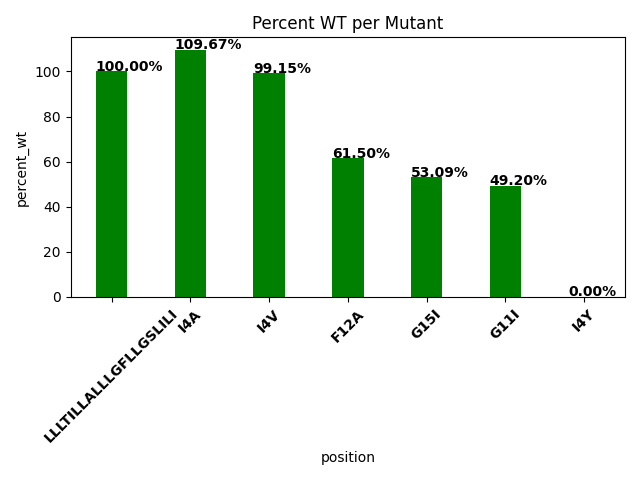 Percent WT per Mutant
percent_wt
100
80
60
40
20
0
100.00%
109.67%
99.15%
61.50%
53.09%
49.20%
0.00%
LLLTILLALLLGFLLGSLILI
I4A
I4V
F12A
G15I
G11I
I4Y
position